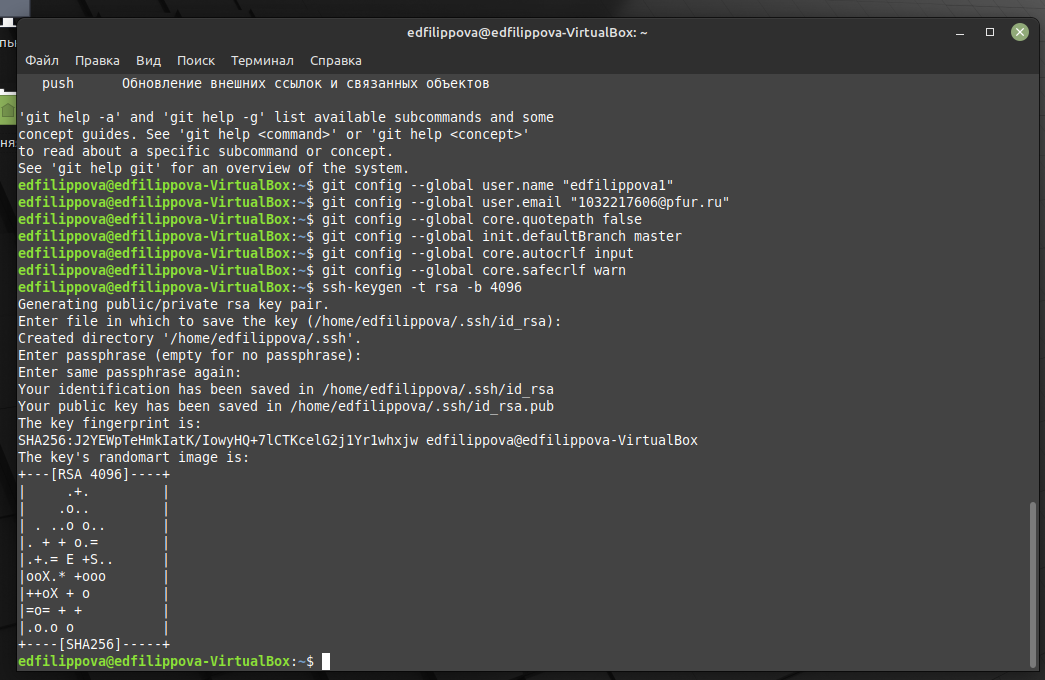 edfilippova@edfilippova-VirtualBox: ~
Файл Правка Вид Поиск Терминал Справка
   push      Обновление внешних ссылок и связанных объектов
'git help -a' and 'git help -g' list available subcommands and some
concept guides. See 'git help <command>' or 'git help <concept>'
to read about a specific subcommand or concept.
See 'git help git' for an overview of the system.
edfilippova@edfilippova-VirtualBox:~$ git config --global user.name "edfilippova1"
edfilippova@edfilippova-VirtualBox:~$ git config --global user.email "1032217606@pfur.ru"
edfilippova@edfilippova-VirtualBox:~$ git config --global core.quotepath false
edfilippova@edfilippova-VirtualBox:~$ git config --global init.defaultBranch master
edfilippova@edfilippova-VirtualBox:~$ git config --global core.autocrlf input
edfilippova@edfilippova-VirtualBox:~$ git config --global core.safecrlf warn
edfilippova@edfilippova-VirtualBox:~$ ssh-keygen -t rsa -b 4096
Generating public/private rsa key pair.
Enter file in which to save the key (/home/edfilippova/.ssh/id_rsa):
Created directory '/home/edfilippova/.ssh'.
Enter passphrase (empty for no passphrase):
Enter same passphrase again:
Your identification has been saved in /home/edfilippova/.ssh/id_rsa
Your public key has been saved in /home/edfilippova/.ssh/id_rsa.pub
The key fingerprint is:
SHA256:J2YEWpTeHmkIatK/IowyHQ+7lCTKcelG2j1Yr1whxjw edfilippova@edfilippova-VirtualBox
The key's randomart image is:
+---[RSA 4096]----+
|     .+.         |
|    .o..         |
| . ..o o..       |
|. + + o.=        |
|.+.= E +S..      |
|ooX.* +ooo       |
|++oX + o         |
|=o= + +          |
|.o.o o           |
+----[SHA256]-----+
edfilippova@edfilippova-VirtualBox:~$